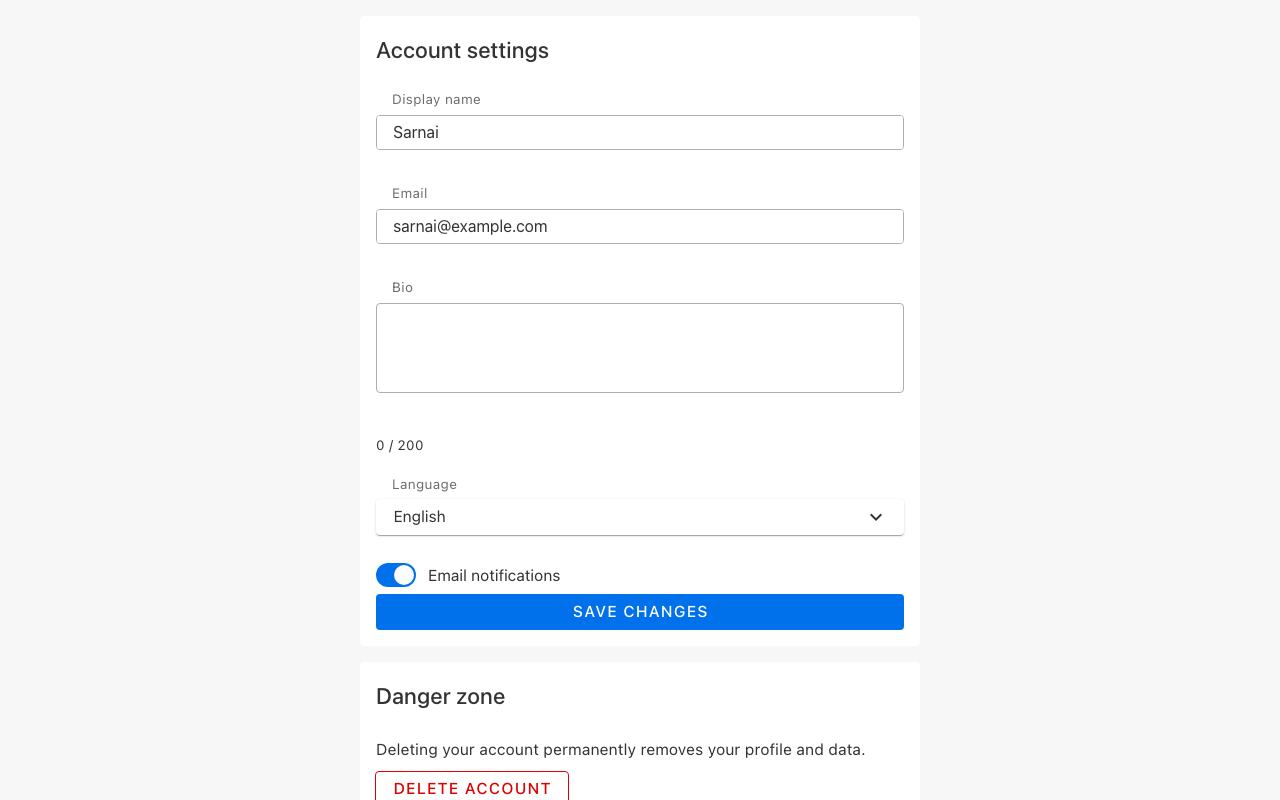 Account settings
Display name
Sarnai
Email
sarnai@example.com
Bio
0 / 200
Language
English
Email notifications
SAVE CHANGES
Danger zone
Deleting your account permanently removes your profile and data.
DELETE ACCOUNT